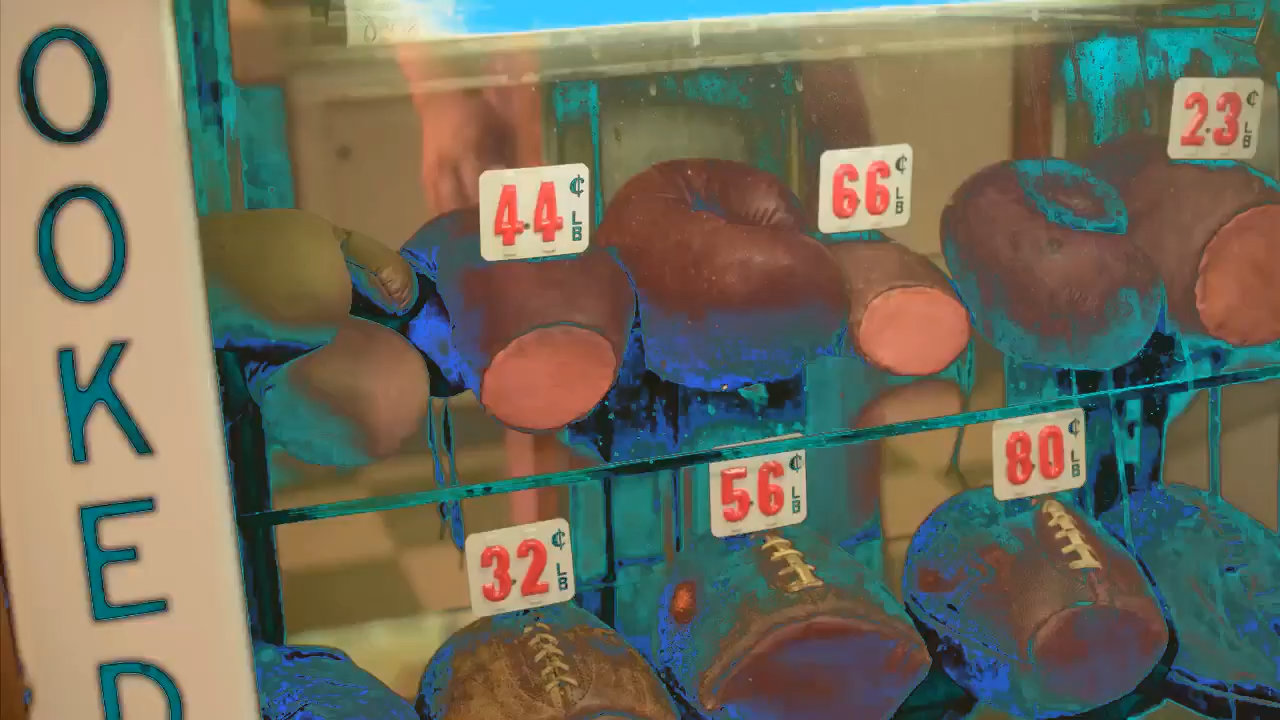 OOKED
44 ¢ LB
66 ¢ LB
23 ¢ LB
32 ¢ LB
56 ¢ LB
80 ¢ LB